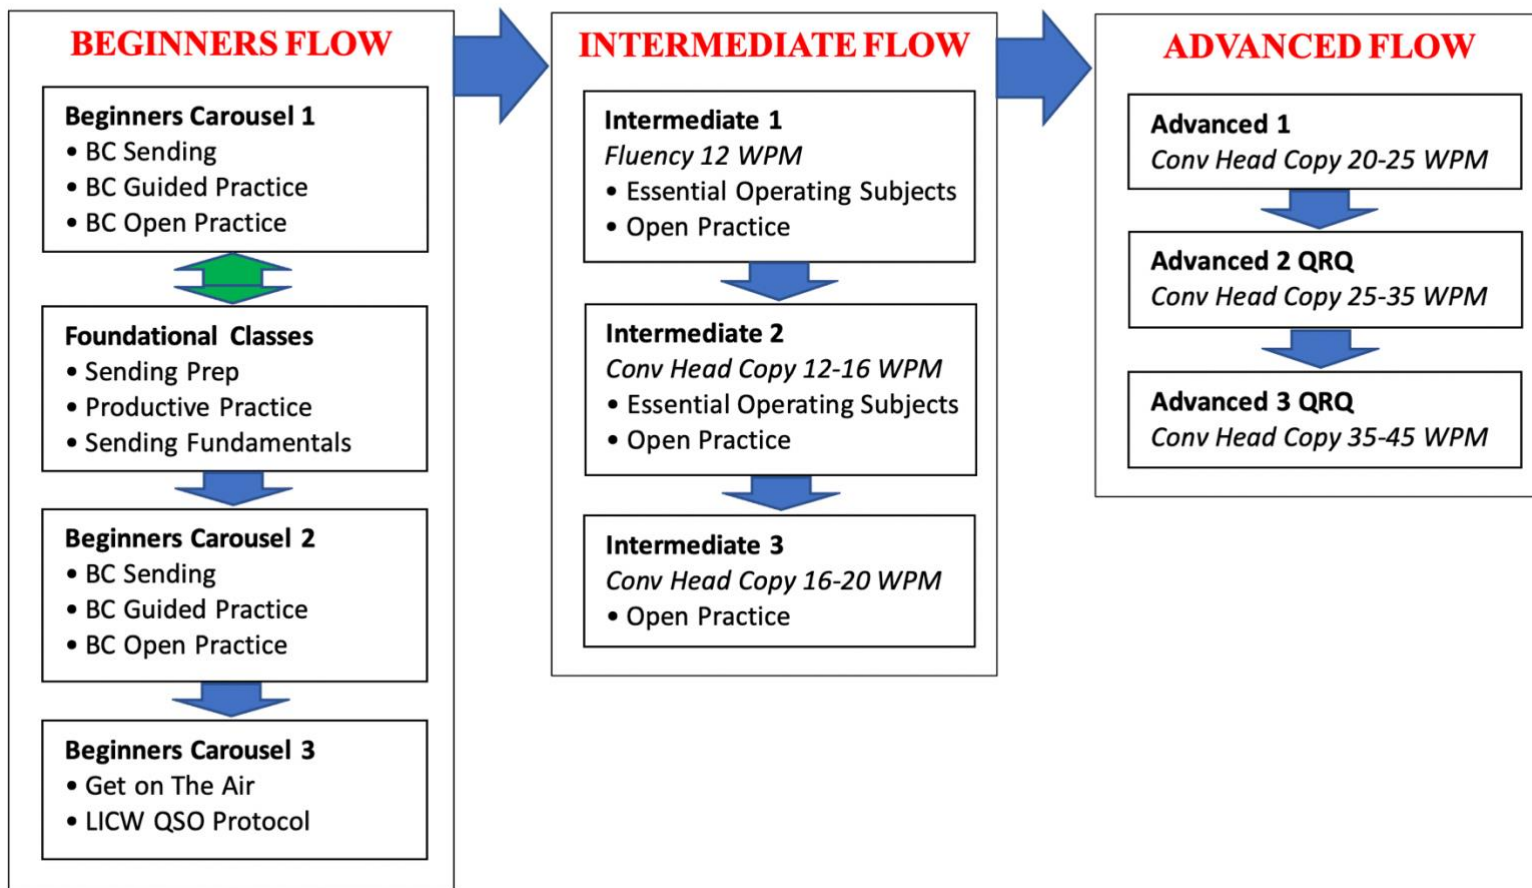 BEGINNERS FLOW
Beginners Carousel 1
• BC Sending
• BC Guided Practice
• BC Open Practice
Foundational Classes
• Sending Prep
• Productive Practice
• Sending Fundamentals
Beginners Carousel 2
• BC Sending
• BC Guided Practice
• BC Open Practice
Beginners Carousel 3
• Get on The Air
• LICW QSO Protocol
INTERMEDIATE FLOW
Intermediate 1
Fluency 12 WPM
• Essential Operating Subjects
• Open Practice
Intermediate 2
Conv Head Copy 12-16 WPM
• Essential Operating Subjects
• Open Practice
Intermediate 3
Conv Head Copy 16-20 WPM
• Open Practice
ADVANCED FLOW
Advanced 1
Conv Head Copy 20-25 WPM
Advanced 2 QRQ
Conv Head Copy 25-35 WPM
Advanced 3 QRQ
Conv Head Copy 35-45 WPM